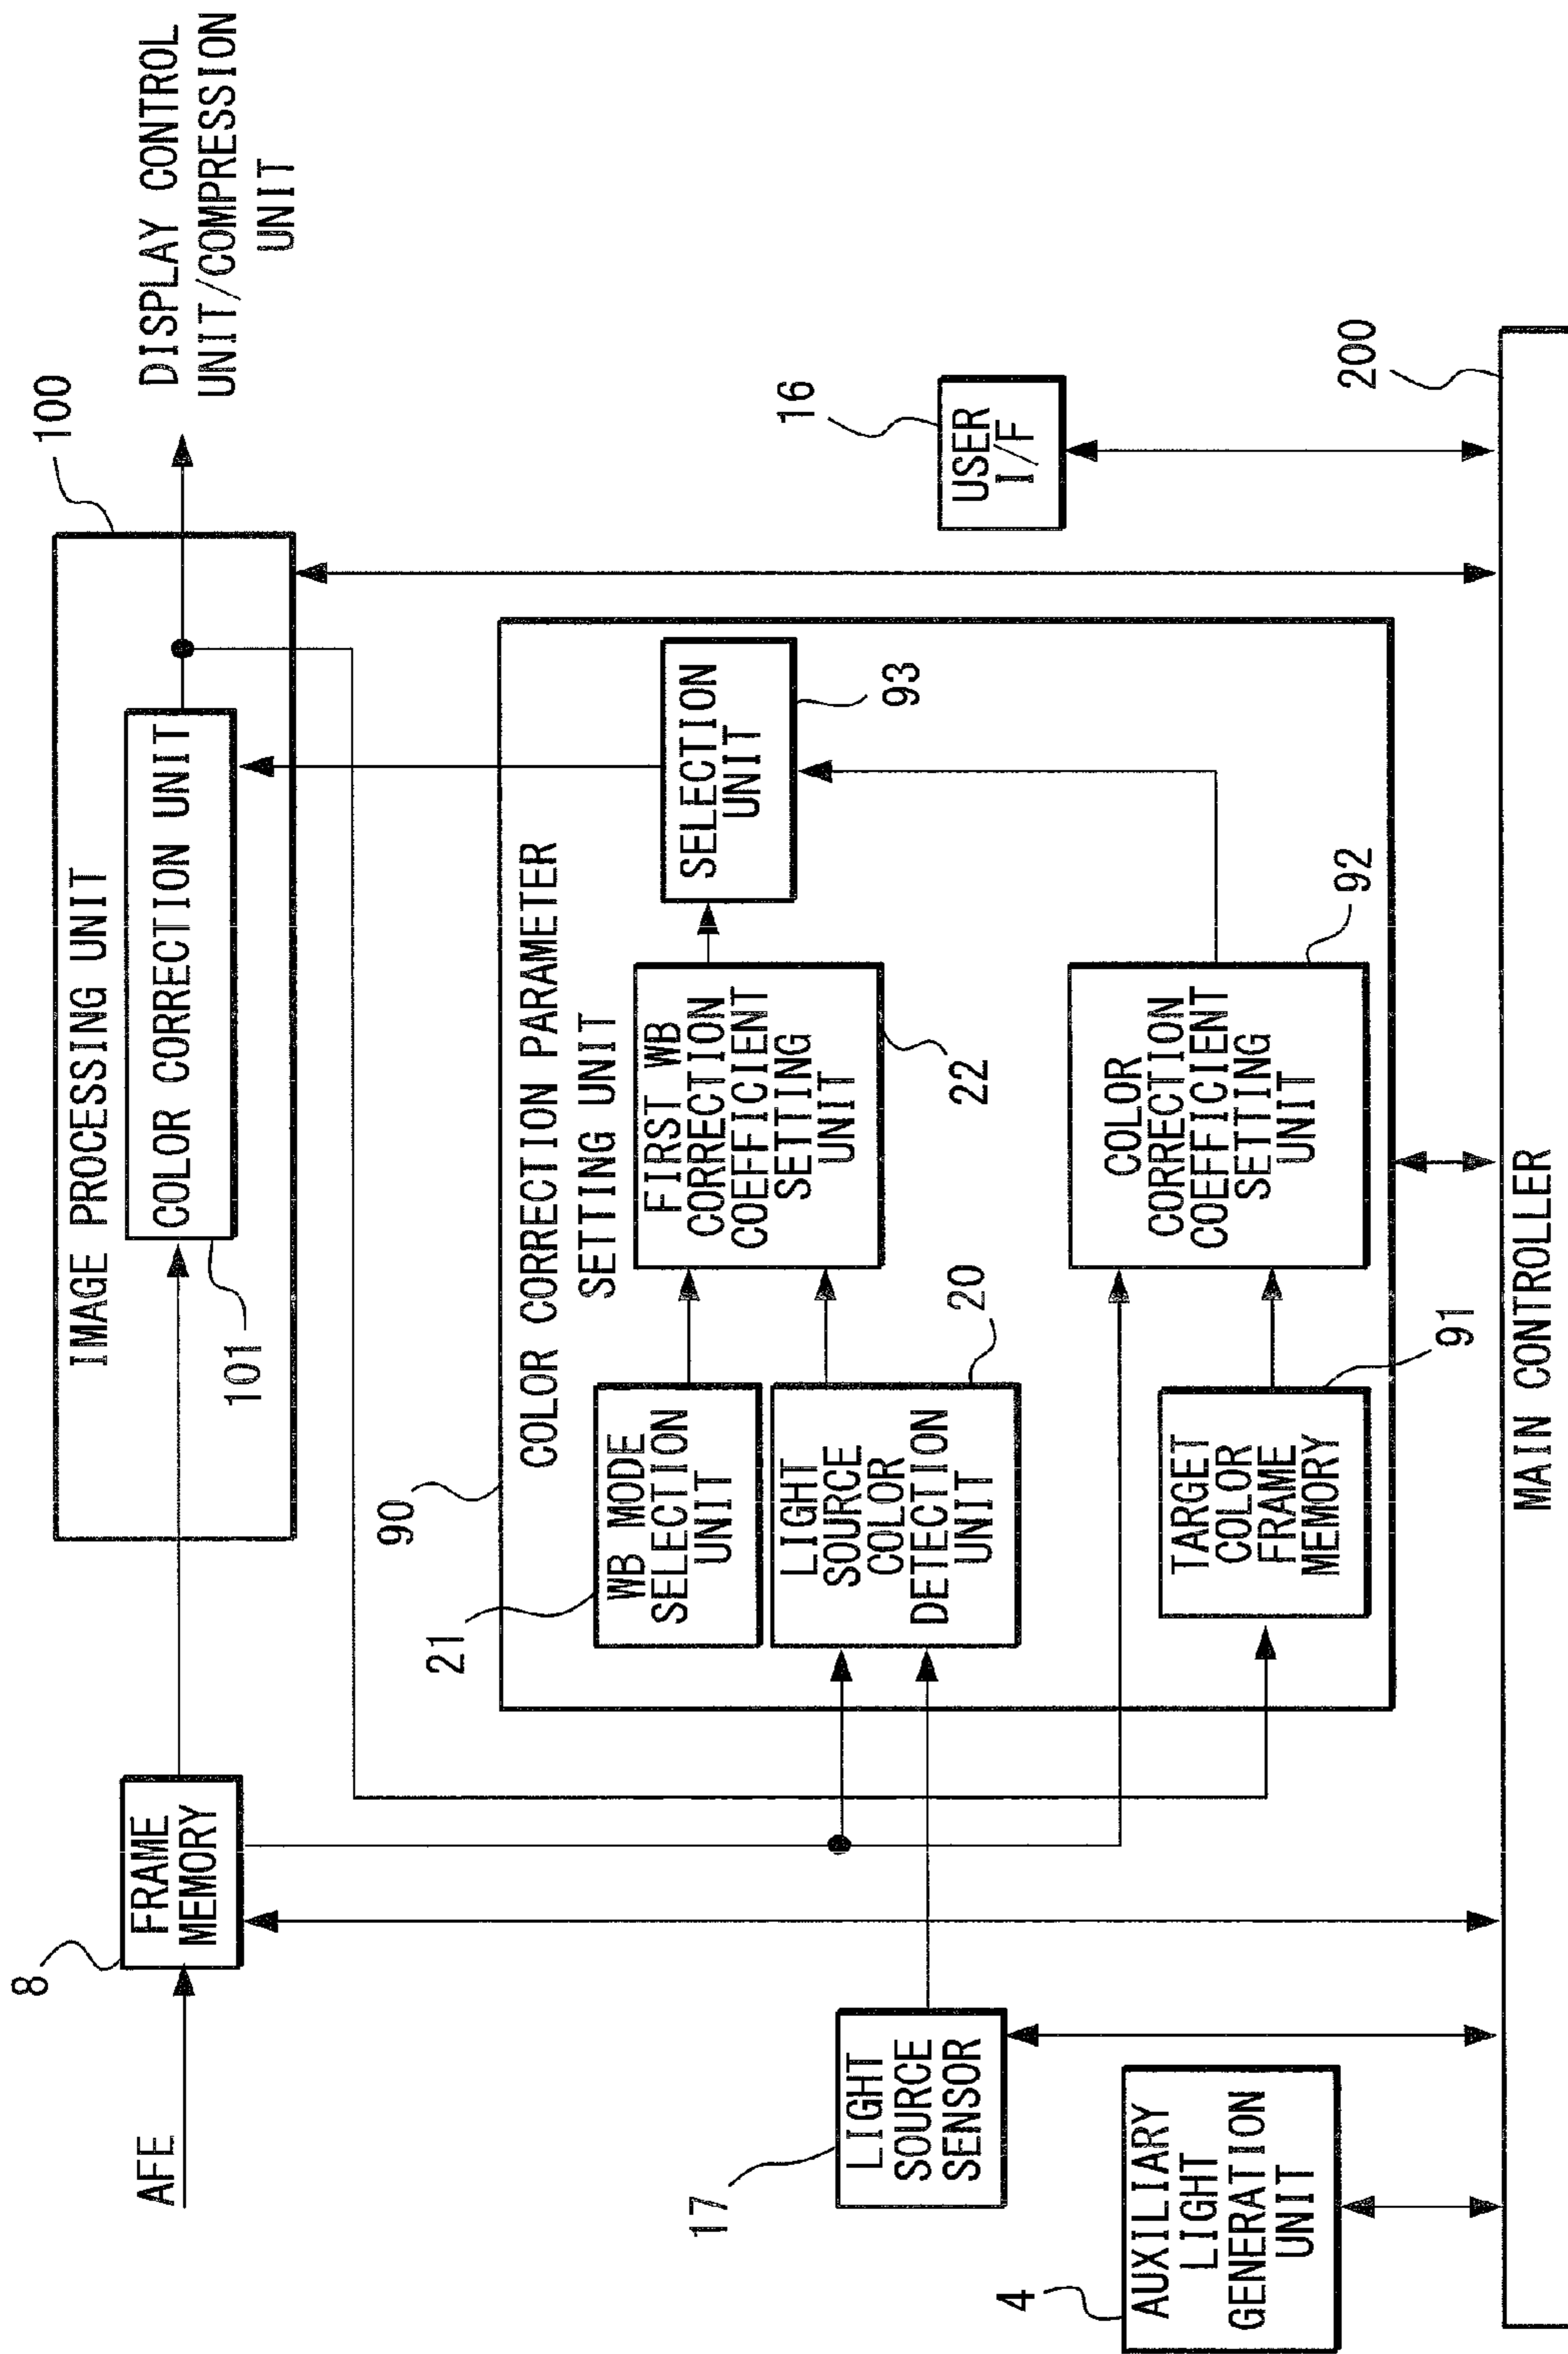 AFE
8
FRAME
MEMORY
IMAGE PROCESSING UNIT
100
COLOR CORRECTION UNIT
101
DISPLAY CONTROL
UNIT/COMPRESSION
UNIT
90
COLOR CORRECTION PARAMETER
SETTING UNIT
21
WB MODE
SELECTION
UNIT
FIRST WB
CORRECTION
COEFFICIENT
SETTING
UNIT
22
SELECTION
UNIT
93
LIGHT
SOURCE
COLOR
DETECTION
UNIT
20
17
LIGHT
SOURCE
SENSOR
16
USER
I/F
4
AUXILIARY
LIGHT
GENERATION
UNIT
TARGET
COLOR
FRAME
MEMORY
91
COLOR
CORRECTION
COEFFICIENT
SETTING
UNIT
92
200
MAIN CONTROLLER